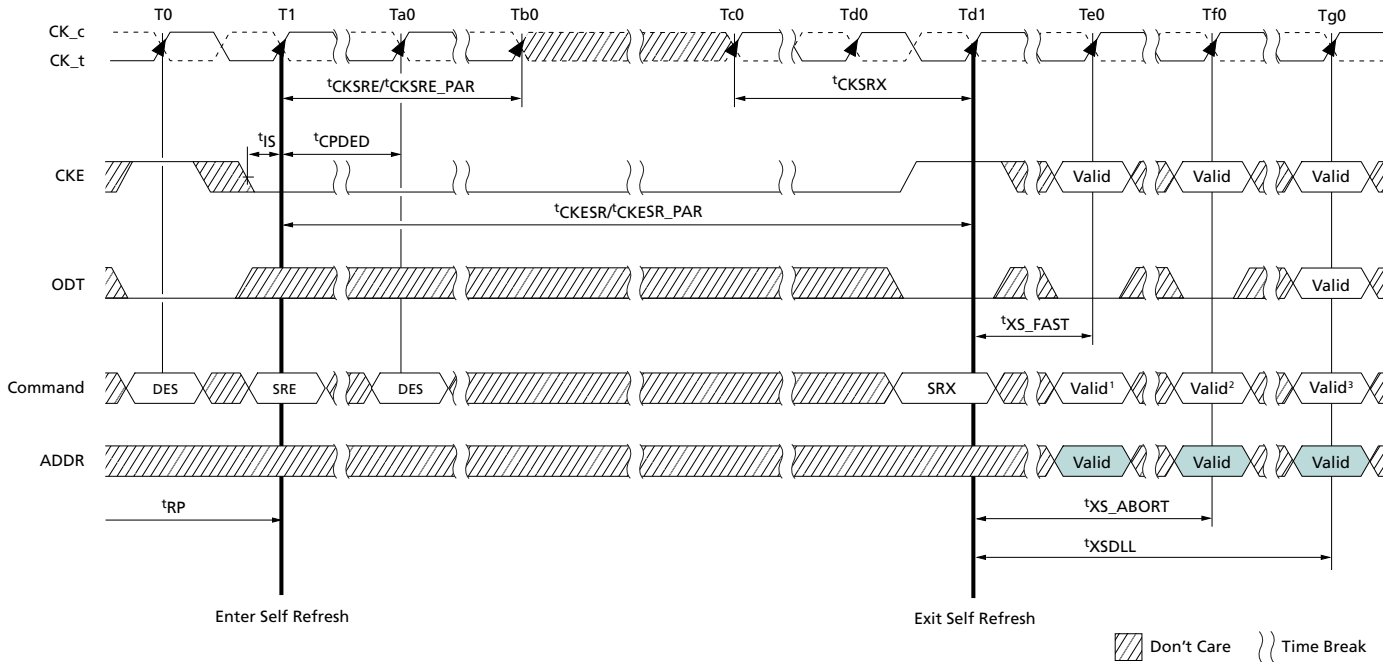 T0 T1 Ta0 Tb0 Tc0 Td0 Td1 Te0 Tf0 Tg0
CK_c
CK_t
tCKSRE/tCKSRE_PAR
tCKSRX
tIS
tCPDED
CKE
Valid Valid Valid
tCKESR/tCKESR_PAR
ODT
Valid
tXS_FAST
Command
DES SRE DES SRX Valid¹ Valid² Valid³
ADDR
Valid Valid Valid
tRP
tXS_ABORT
tXSDLL
Enter Self Refresh
Exit Self Refresh
Don't Care Time Break